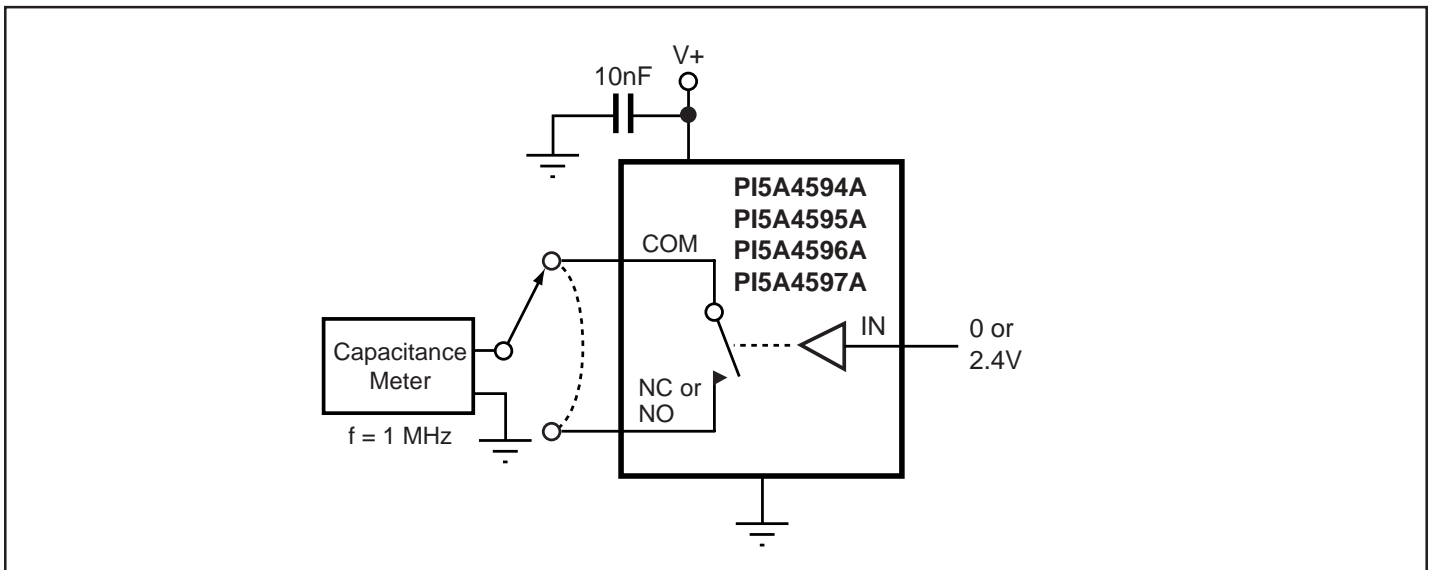 V+
10nF
PI5A4594A
PI5A4595A
PI5A4596A
PI5A4597A
COM
IN
0 or
2.4V
Capacitance
Meter
NC or
NO
f = 1 MHz